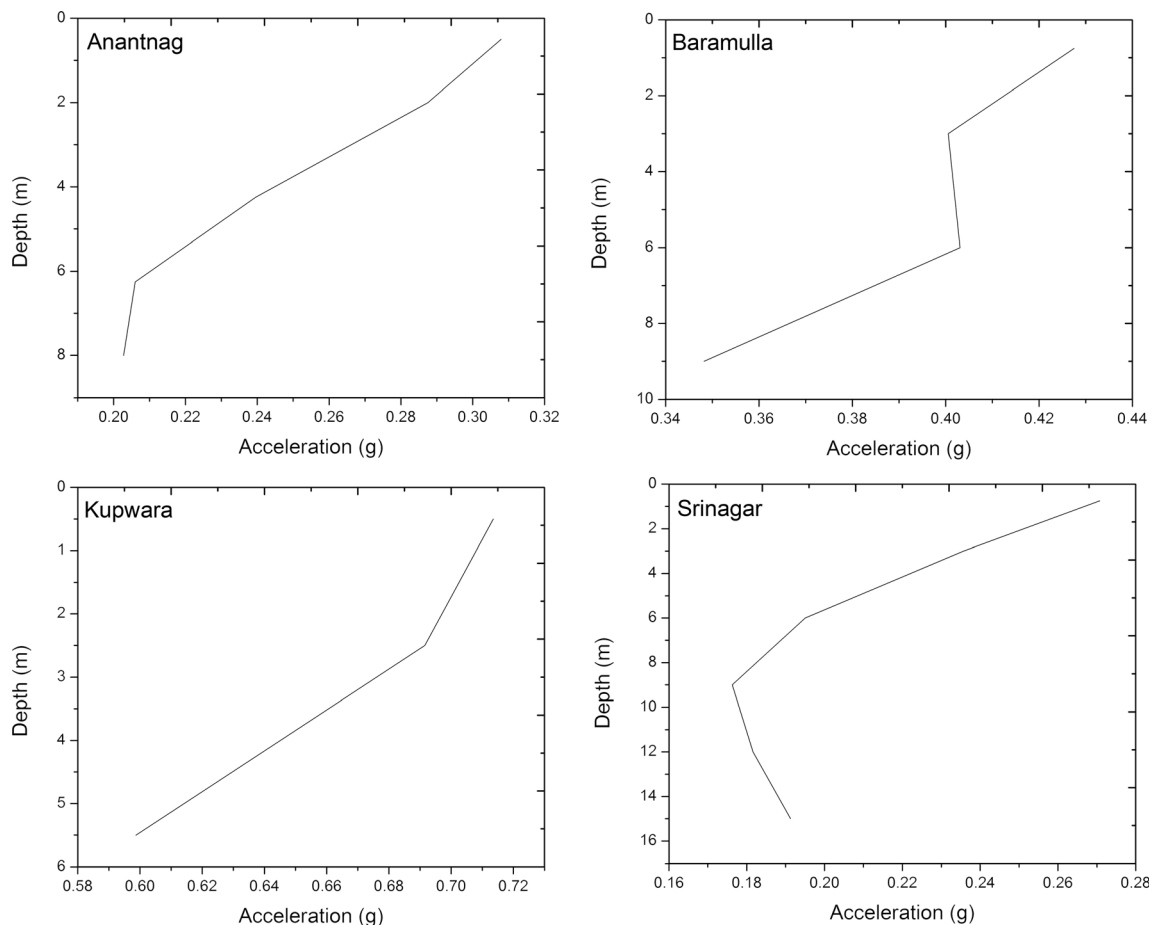 Anantnag
0
2
4
6
8
Depth (m)
0.20 0.22 0.24 0.26 0.28 0.30 0.32
Acceleration (g)
Baramulla
0
2
4
6
8
10
Depth (m)
0.34 0.36 0.38 0.40 0.42 0.44
Acceleration (g)
Kupwara
0
1
2
3
4
5
6
Depth (m)
0.58 0.60 0.62 0.64 0.66 0.68 0.70 0.72
Acceleration (g)
Srinagar
0
2
4
6
8
10
12
14
16
Depth (m)
0.16 0.18 0.20 0.22 0.24 0.26 0.28
Acceleration (g)